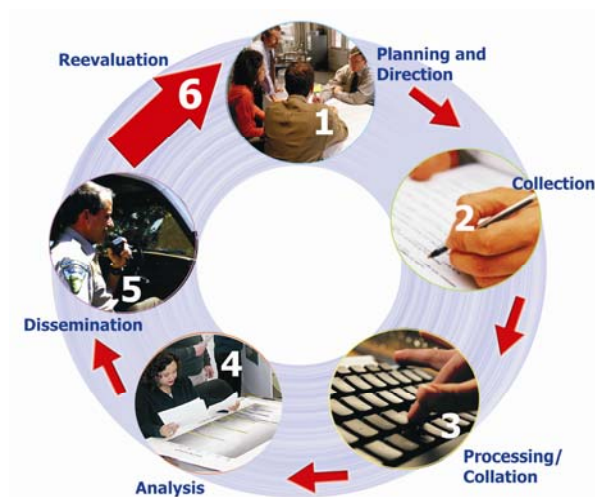 1
Planning and
Direction
2
Collection
3
Processing/
Collation
4
Analysis
5
Dissemination
6
Reevaluation